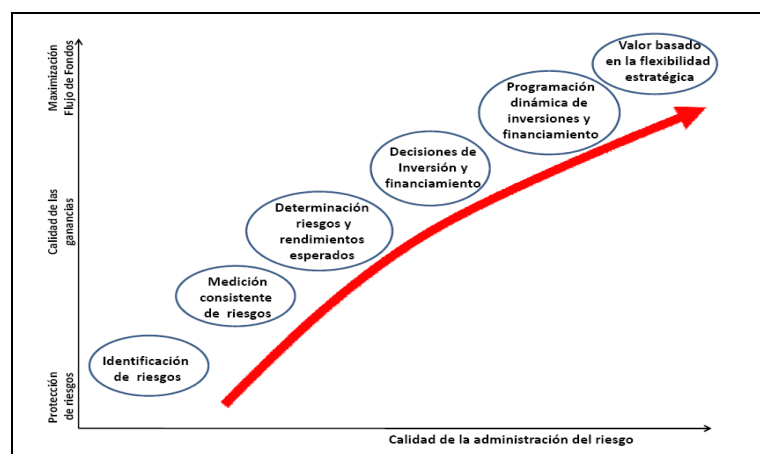 Maximización
Flujo de Fondos
Calidad de las
ganancias
Protección
de riesgos
Valor basado
en la flexibilidad
estratégica
Programación
dinámica de
inversiones y
financiamiento
Decisiones de
Inversión y
financiamiento
Determinación
riesgos y
rendimientos
esperados
Medición
consistente
de riesgos
Identificación
de riesgos
Calidad de la administración del riesgo